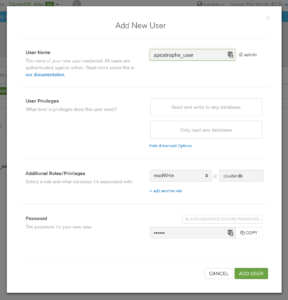 Add New User
User Name
apostrophe_user
@ admin
The name of your new user credential. All users are
authenticated against admin. Read more about this in
our documentation.
User Privileges
What level or privileges does this user need?
Read and write to any database
Only read any database
Hide Advanced Options
Additional Roles/Privileges
Select a role and what database it's associated with.
readWrite
@
clusterdb
+ add another role
Password
The password for your new user.
AUTOGENERATE SECURE PASSWORD
••••••
COPY
CANCEL
ADD USER